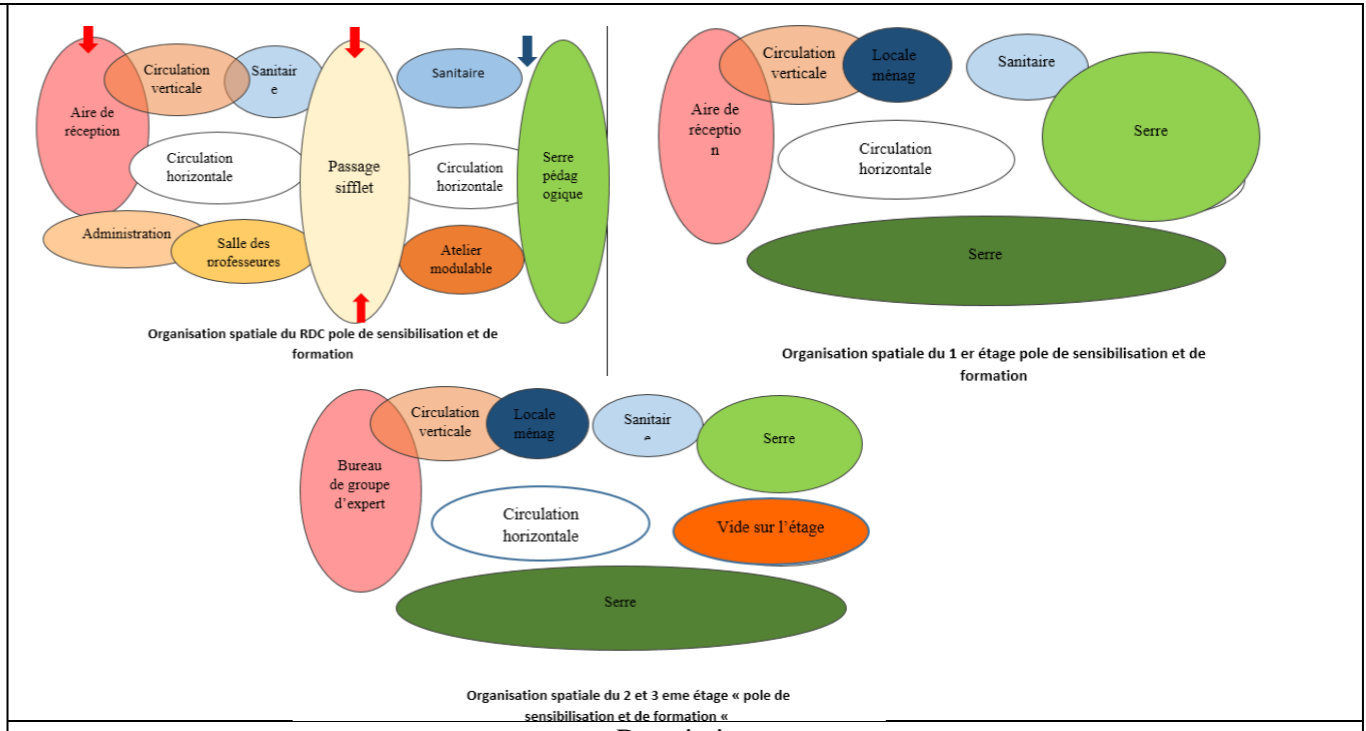 Aire de
réception
Circulation
verticale
Sanitair
e
Circulation
horizontale
Administration
Salle des
professeures
Passage
sifflet
Sanitaire
Circulation
horizontale
Atelier
modulable
Serre
pédag
ogique
Organisation spatiale du RDC pole de sensibilisation et de
formation
Aire de
réceptio
n
Circulation
verticale
Locale
ménag
Sanitaire
Circulation
horizontale
Serre
Serre
Organisation spatiale du 1 er étage pole de sensibilisation et de
formation
Bureau
de groupe
d'expert
Circulation
verticale
Locale
ménag
Sanitair
e
Serre
Circulation
horizontale
Vide sur l'étage
Serre
Organisation spatiale du 2 et 3 eme étage « pole de
sensibilisation et de formation «